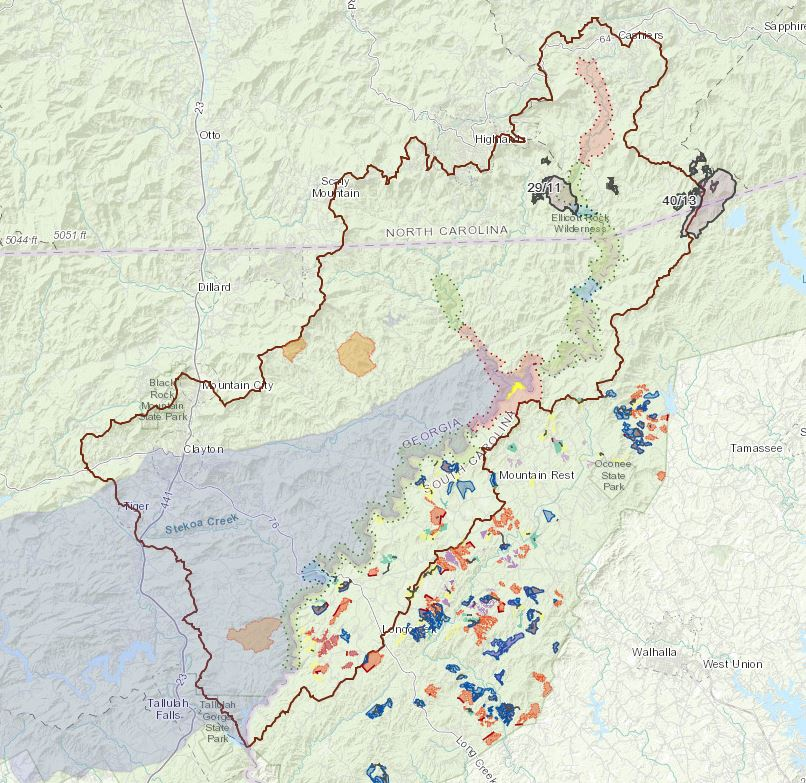 64
Cashiers
Sapphire
23
Otto
Highlands
Scaly
Mountain
29/11
40/13
Ellicott Rock
Wilderness
5044 ft
5051 ft
NORTH CAROLINA
Dillard
Black
Rock
Mountain
State Park
Mountain City
GEORGIA
SOUTH CAROLINA
Clayton
Tamassee
Mountain Rest
Oconee
State
Park
441
Tiger
76
Stekoa Creek
Long Creek
Walhalla
West Union
23
Tallulah
Falls
Tallulah
Gorge
State
Park
Long Creek